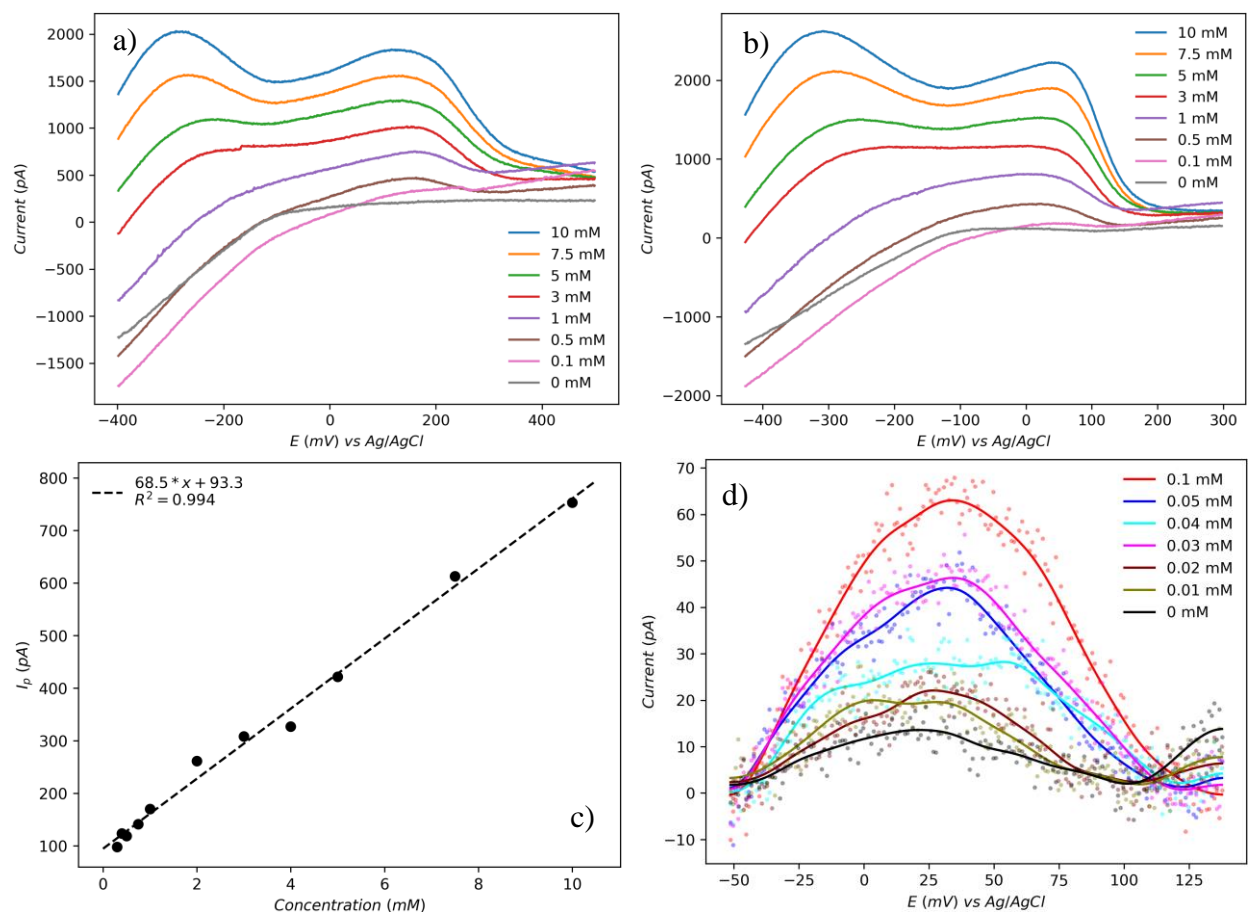 a)
2000
1500
1000
500
0
−500
−1000
−1500
Current (pA)
−400
−200
0
200
400
E (mV) vs Ag/AgCl
10 mM
7.5 mM
5 mM
3 mM
1 mM
0.5 mM
0.1 mM
0 mM
b)
2000
1000
0
−1000
−2000
Current (pA)
−400
−300
−200
−100
0
100
200
300
E (mV) vs Ag/AgCl
10 mM
7.5 mM
5 mM
3 mM
1 mM
0.5 mM
0.1 mM
0 mM
c)
68.5 * x + 93.3
R² = 0.994
800
700
600
500
400
300
200
100
Iₚ (pA)
0
2
4
6
8
10
Concentration (mM)
d)
70
60
50
40
30
20
10
0
−10
Current (pA)
−50
−25
0
25
50
75
100
125
E (mV) vs Ag/AgCl
0.1 mM
0.05 mM
0.04 mM
0.03 mM
0.02 mM
0.01 mM
0 mM